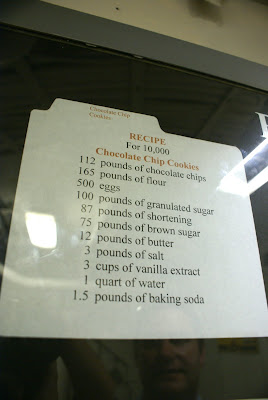 Chocolate Chip
Cookies
RECIPE
For 10,000
Chocolate Chip Cookies
112 pounds of chocolate chips
165 pounds of flour
500 eggs
100 pounds of granulated sugar
87 pounds of shortening
75 pounds of brown sugar
12 pounds of butter
3 pounds of salt
3 cups of vanilla extract
1 quart of water
1.5 pounds of baking soda